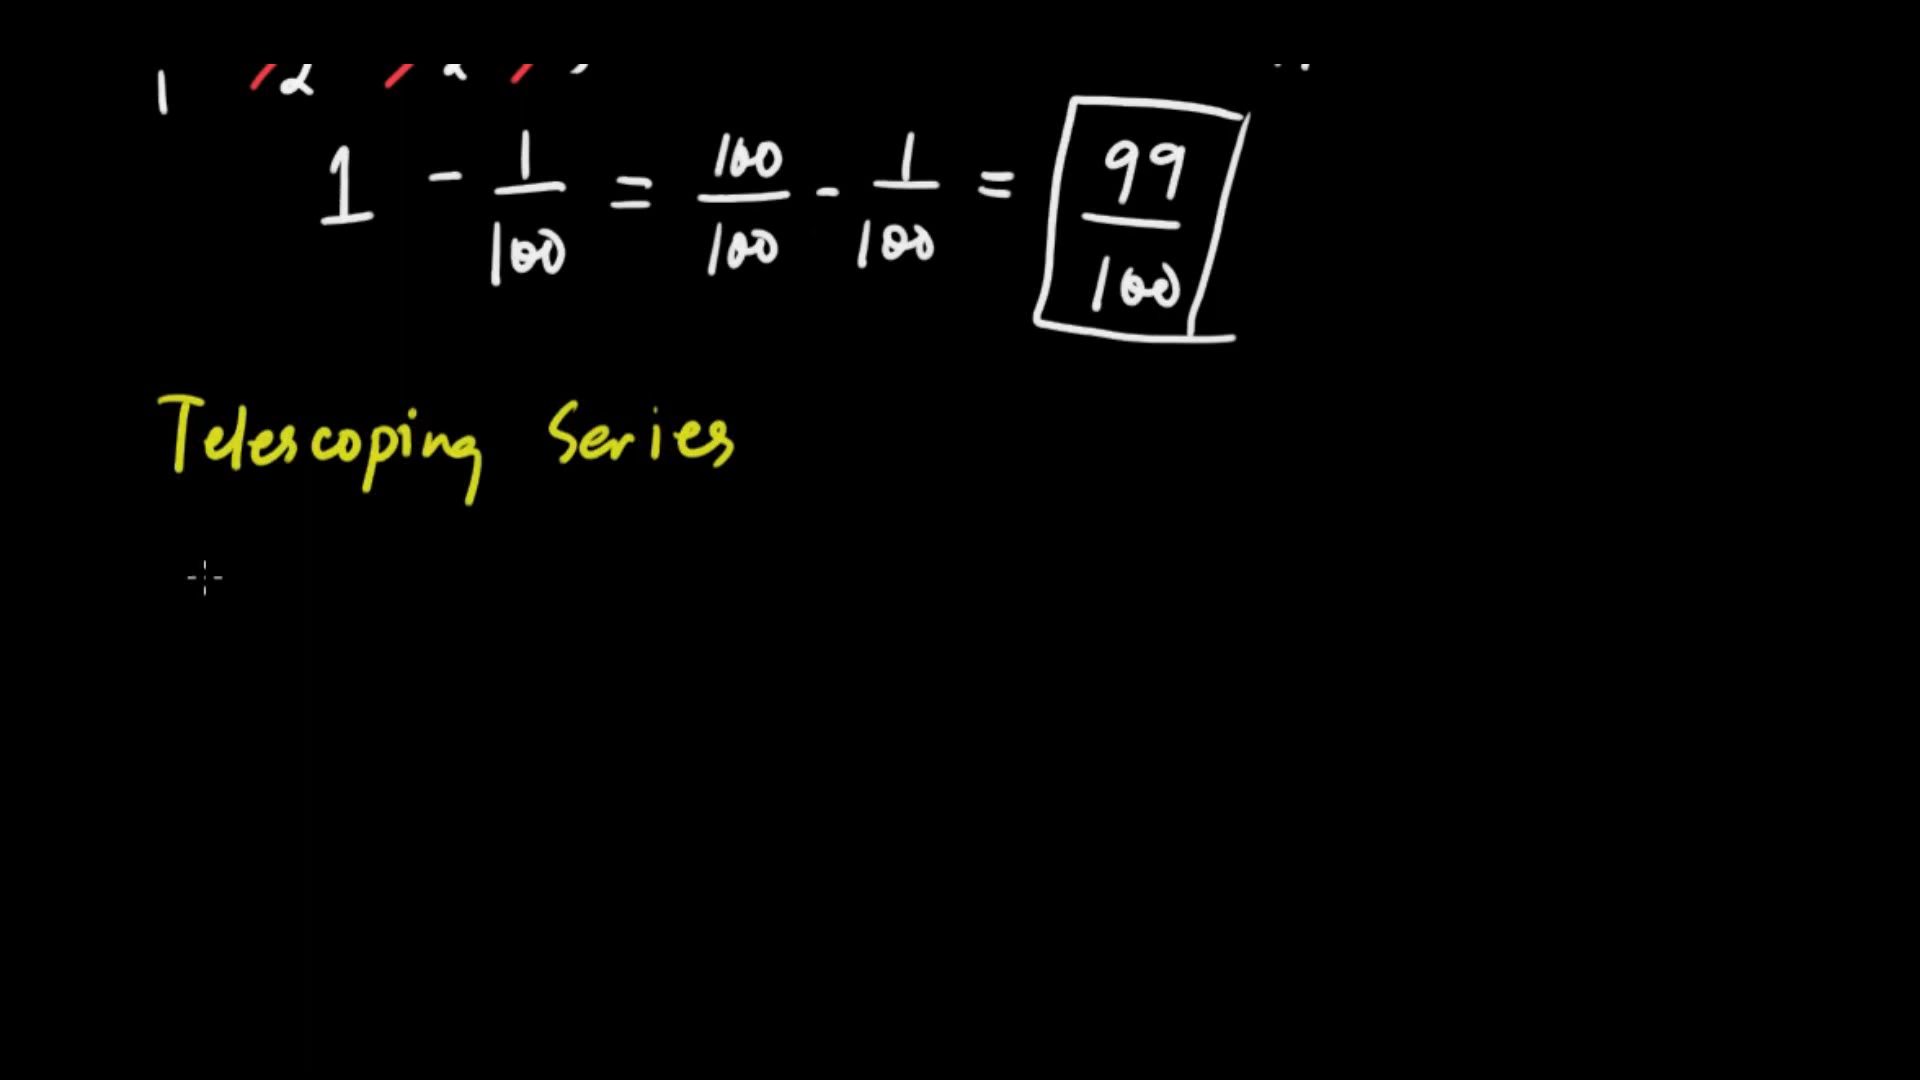 1 - 1/100 = 100/100 - 1/100 = 99/100
Telescoping Series